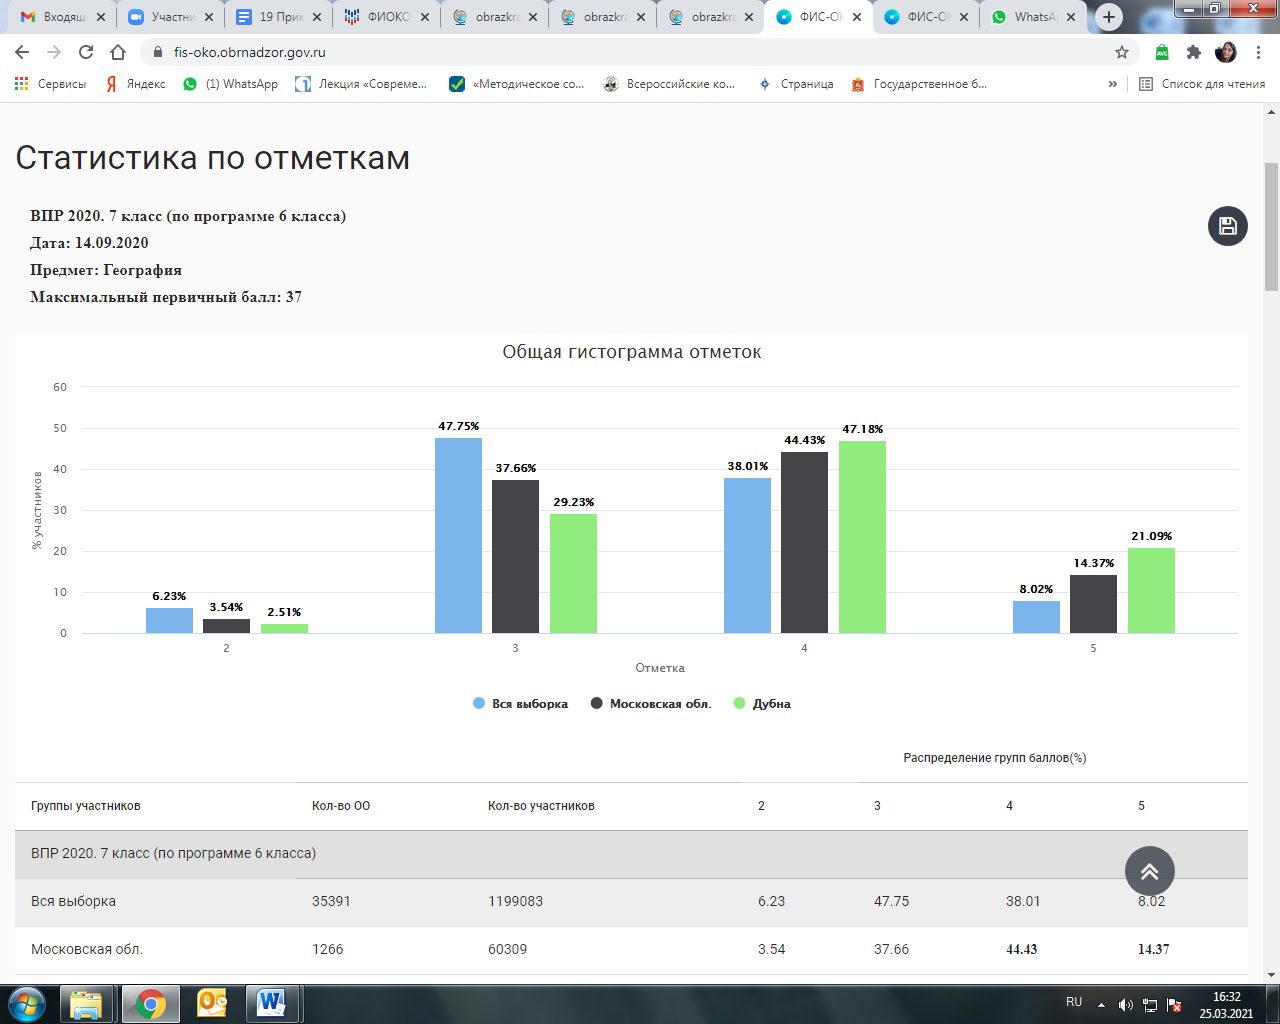 Входящ
Участни
19 При
ФИОКО
obrazkra
obrazkra
obrazkra
ФИС-ОК
ФИС-ОК
WhatsAp
fis-oko.obrnadzor.gov.ru
AVG
Сервисы
Яндекс
(1) WhatsApp
Лекция «Совреме...
«Методическое со...
Всероссийские ко...
Страница
Государственное б...
»
Список для чтения
Статистика по отметкам
ВПР 2020. 7 класс (по программе 6 класса)
Дата: 14.09.2020
Предмет: География
Максимальный первичный балл: 37
Общая гистограмма отметок
% участников
60
50
40
30
20
10
0
6.23%
3.54%
2.51%
47.75%
37.66%
29.23%
38.01%
44.43%
47.18%
8.02%
14.37%
21.09%
2 3 4 5
Отметка
Вся выборка Московская обл. Дубна
Распределение групп баллов(%)
Группы участников Кол-во ОО Кол-во участников 2 3 4 5
ВПР 2020. 7 класс (по программе 6 класса)
Вся выборка 35391 1199083 6.23 47.75 38.01 8.02
Московская обл. 1266 60309 3.54 37.66 44.43 14.37
RU
16:32
25.03.2021